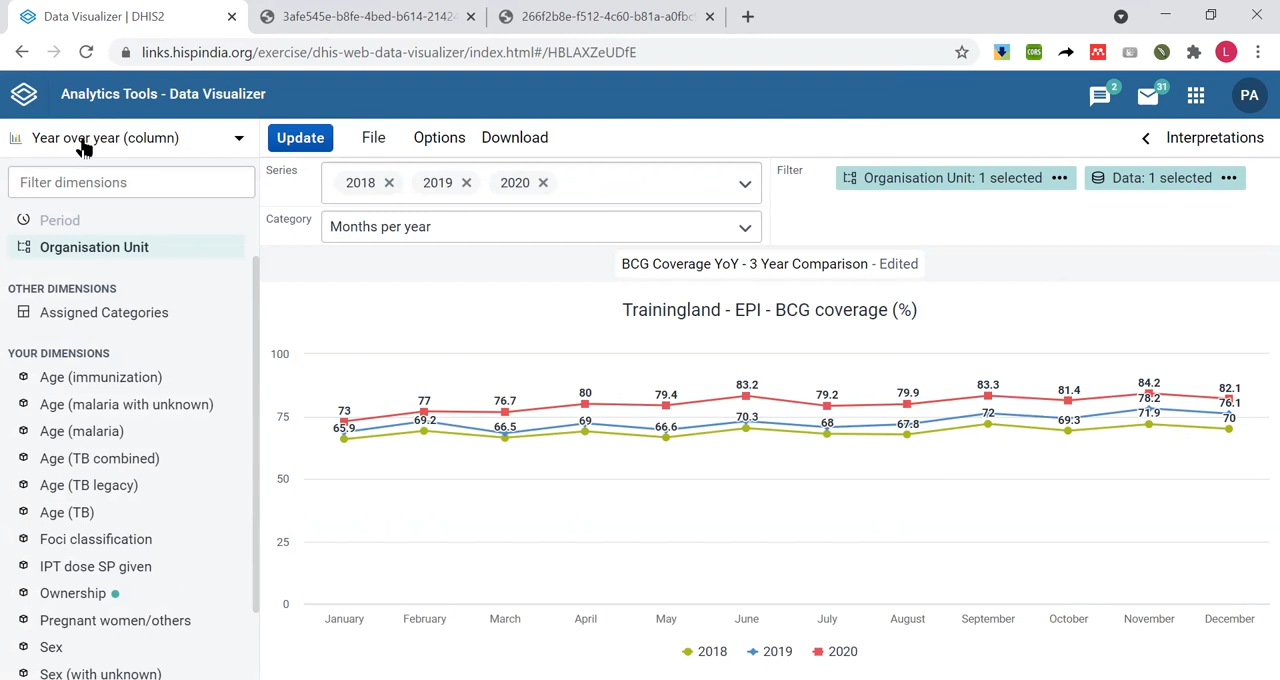 Data Visualizer | DHIS2
3afe545e-b8fe-4bed-b614-21424
266f2b8e-f512-4c60-b81a-a0fbc
links.hispindia.org/exercise/dhis-web-data-visualizer/index.html#/HBLAXZeUDfE
CORS
L
Analytics Tools - Data Visualizer
2
31
PA
Year over year (column)
Update
File
Options
Download
Interpretations
Filter dimensions
Period
Organisation Unit
OTHER DIMENSIONS
Assigned Categories
YOUR DIMENSIONS
Age (immunization)
Age (malaria with unknown)
Age (malaria)
Age (TB combined)
Age (TB legacy)
Age (TB)
Foci classification
IPT dose SP given
Ownership
Pregnant women/others
Sex
Sex (with unknown)
Series
2018
2019
2020
Category
Months per year
Filter
Organisation Unit: 1 selected
Data: 1 selected
BCG Coverage YoY - 3 Year Comparison - Edited
Trainingland - EPI - BCG coverage (%)
100
75
50
25
0
73 77 76.7 80 79.4 83.2 79.2 79.9 83.3 81.4 84.2 82.1
78.2 76.1
65.9 69.2 66.5 69 66.6 70.3 68 67.8 72 69.3 71.9 70
January February March April May June July August September October November December
2018 2019 2020